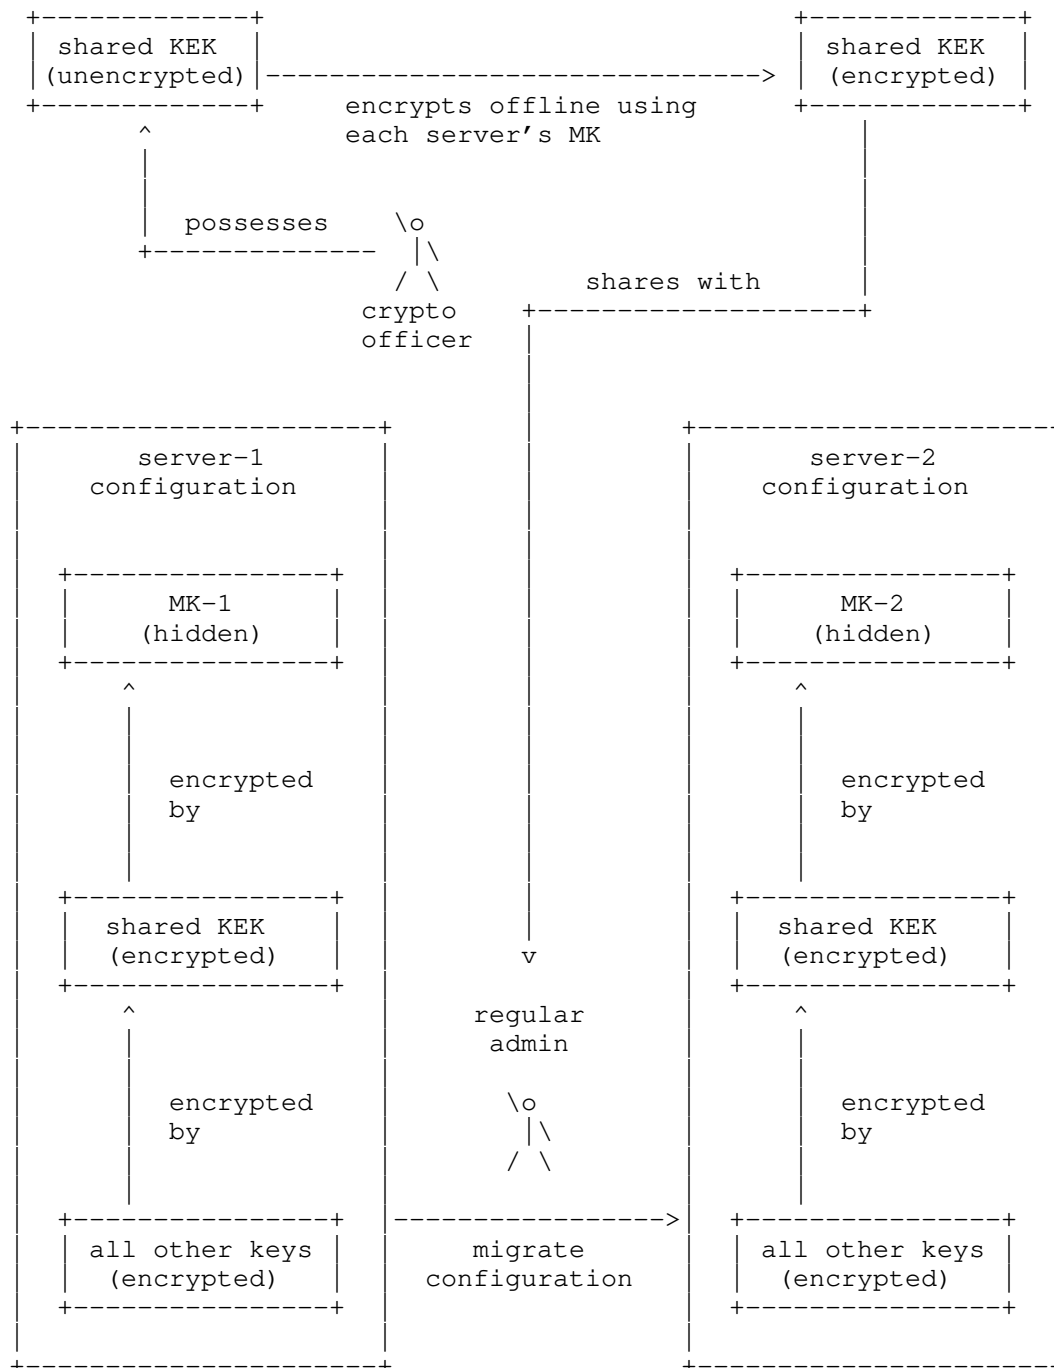 shared KEK
(unencrypted)
shared KEK
(encrypted)
encrypts offline using
each server's MK
possesses
shares with
crypto
officer
server-1
configuration
server-2
configuration
MK-1
(hidden)
MK-2
(hidden)
encrypted
by
encrypted
by
shared KEK
(encrypted)
shared KEK
(encrypted)
regular
admin
encrypted
by
encrypted
by
all other keys
(encrypted)
migrate
configuration
all other keys
(encrypted)